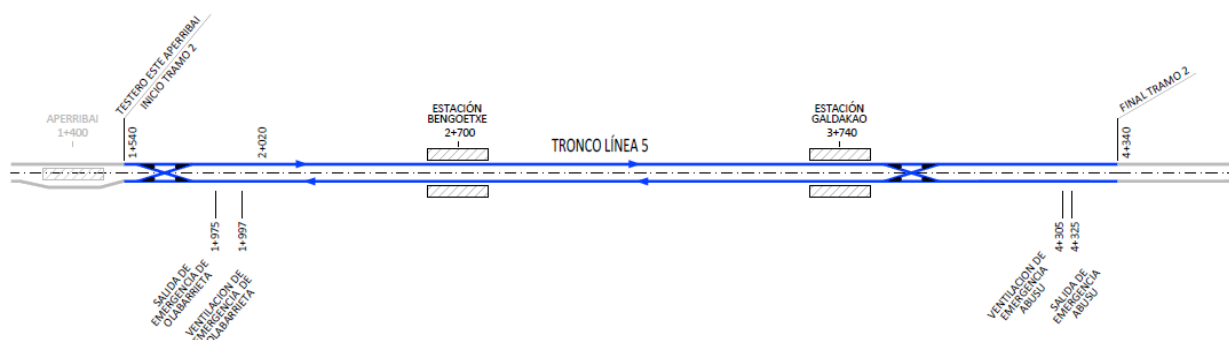 TESTERO ESTE APERRIBAI
INICIO TRAMO 2
APERRIBAI
1+400
1+540
2+020
ESTACIÓN
BENGOETXE
2+700
TRONCO LÍNEA 5
ESTACIÓN
GALDAKAO
3+740
FINAL TRAMO 2
4+340
1+975
1+997
4+305
4+325
SALIDA DE
EMERGENCIA DE
OLABARRIETA
VENTILACION DE
EMERGENCIA DE
OLABARRIETA
VENTILACION DE
EMERGENCIA
ABUSU
SALIDA DE
EMERGENCIA
ABUSU